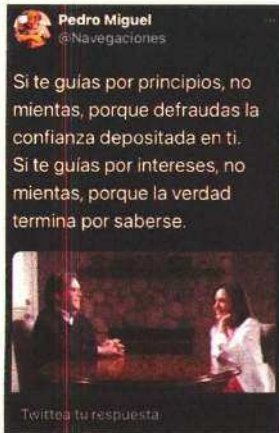 Pedro Miguel
@Navegaciones
Si te guías por principios, no
mientas, porque defraudas la
confianza depositada en ti.
Si te guías por intereses, no
mientas, porque la verdad
termina por saberse.
Twittea tu respuesta